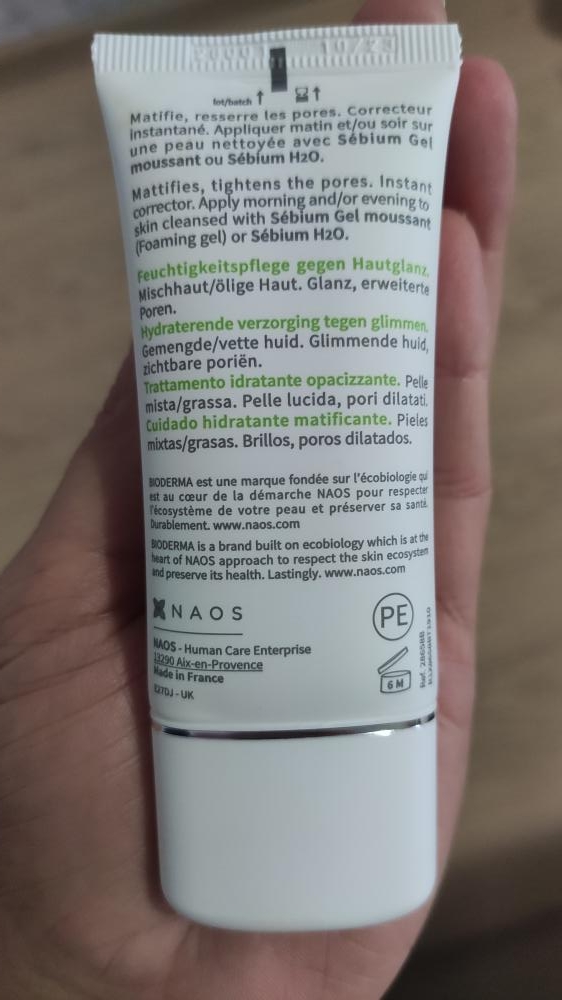 10/23
lot/batch
Matifie, resserre les pores. Correcteur
instantané. Appliquer matin et/ou soir sur
une peau nettoyée avec Sébium Gel
moussant ou Sébium H2O.
Mattifies, tightens the pores. Instant
corrector. Apply morning and/or evening to
skin cleansed with Sébium Gel moussant
(Foaming gel) or Sébium H2O.
Feuchtigkeitspflege gegen Hautglanz.
Mischhaut/ölige Haut. Glanz, erweiterte
Poren.
Hydraterende verzorging tegen glimmen.
Gemengde/vette huid. Glimmende huid,
zichtbare poriën.
Trattamento idratante opacizzante. Pelle
mista/grassa. Pelle lucida, pori dilatati.
Cuidado hidratante matificante. Pieles
mixtas/grasas. Brillos, poros dilatados.
BIODERMA est une marque fondée sur l'écobiologie qui
est au cœur de la démarche NAOS pour respecter
l'écosystème de votre peau et préserver sa santé.
Durablement. www.naos.com
BIODERMA is a brand built on ecobiology which is at the
heart of NAOS approach to respect the skin ecosystem
and preserve its health. Lastingly. www.naos.com
NAOS
PE
NAOS - Human Care Enterprise
13290 Aix-en-Provence
Made in France
6 M
Ref. 28658B